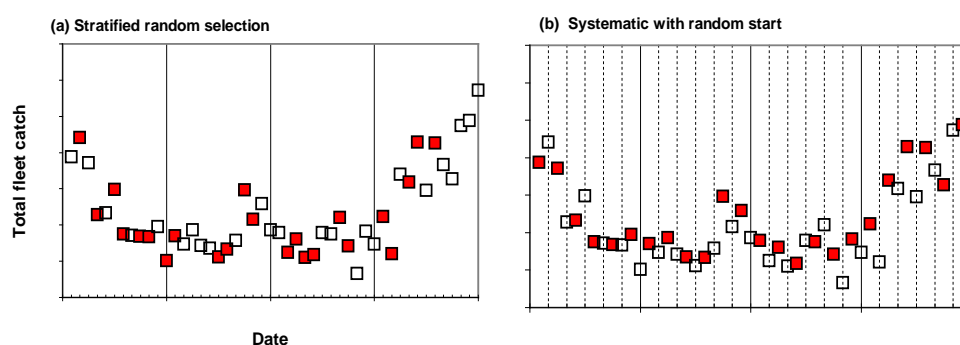 (a) Stratified random selection
(b) Systematic with random start
Total fleet catch
Date